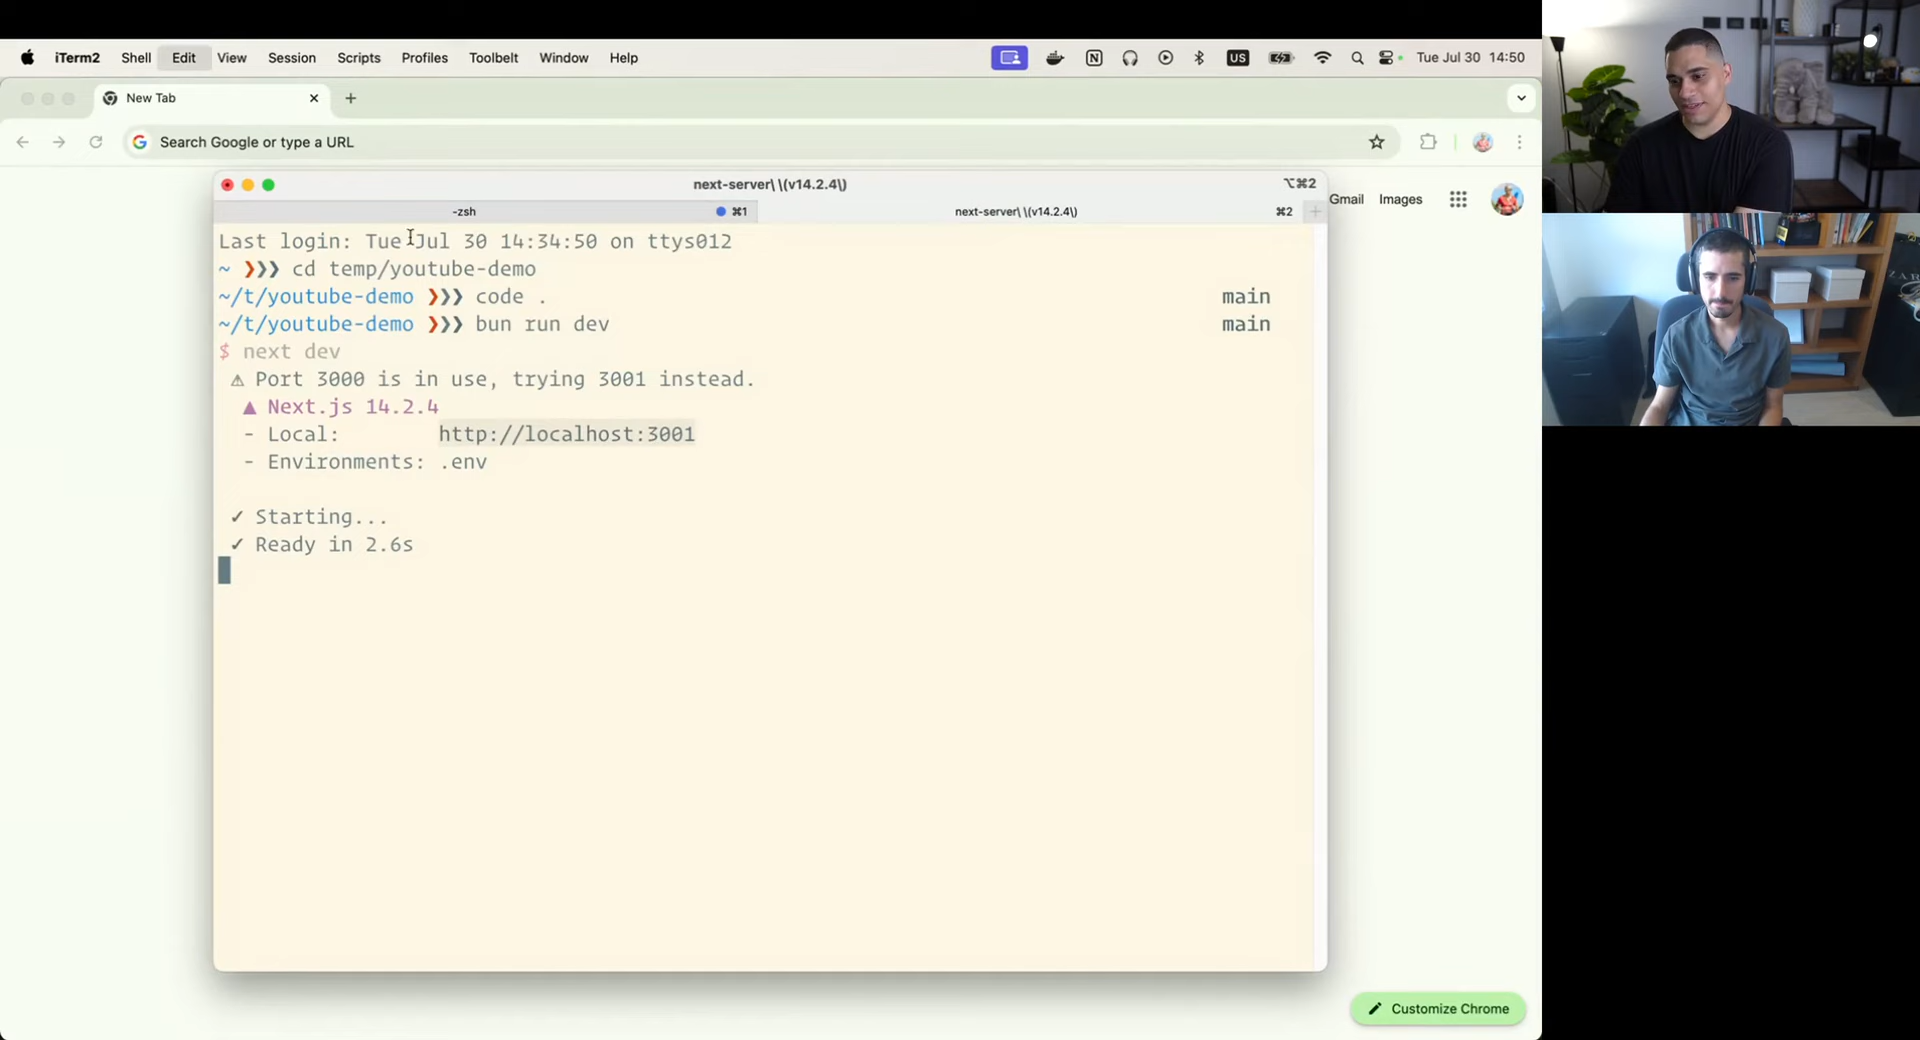 iTerm2 Shell Edit View Session Scripts Profiles Toolbelt Window Help US Tue Jul 30 14:50
New Tab
Search Google or type a URL
next-server\ \(v14.2.4\) ⌥⌘2
-zsh ⌘1 next-server\ \(v14.2.4\) ⌘2
Gmail Images
Last login: Tue Jul 30 14:34:50 on ttys012
~ ❯❯❯ cd temp/youtube-demo
~/t/youtube-demo ❯❯❯ code . main
~/t/youtube-demo ❯❯❯ bun run dev main
$ next dev
⚠ Port 3000 is in use, trying 3001 instead.
▲ Next.js 14.2.4
- Local: http://localhost:3001
- Environments: .env
✓ Starting...
✓ Ready in 2.6s
Customize Chrome